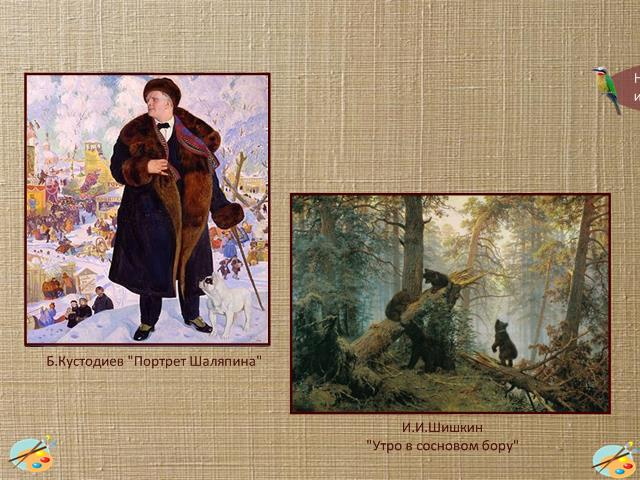 Б.Кустодиев "Портрет Шаляпина"
И.И.Шишкин
"Утро в сосновом бору"